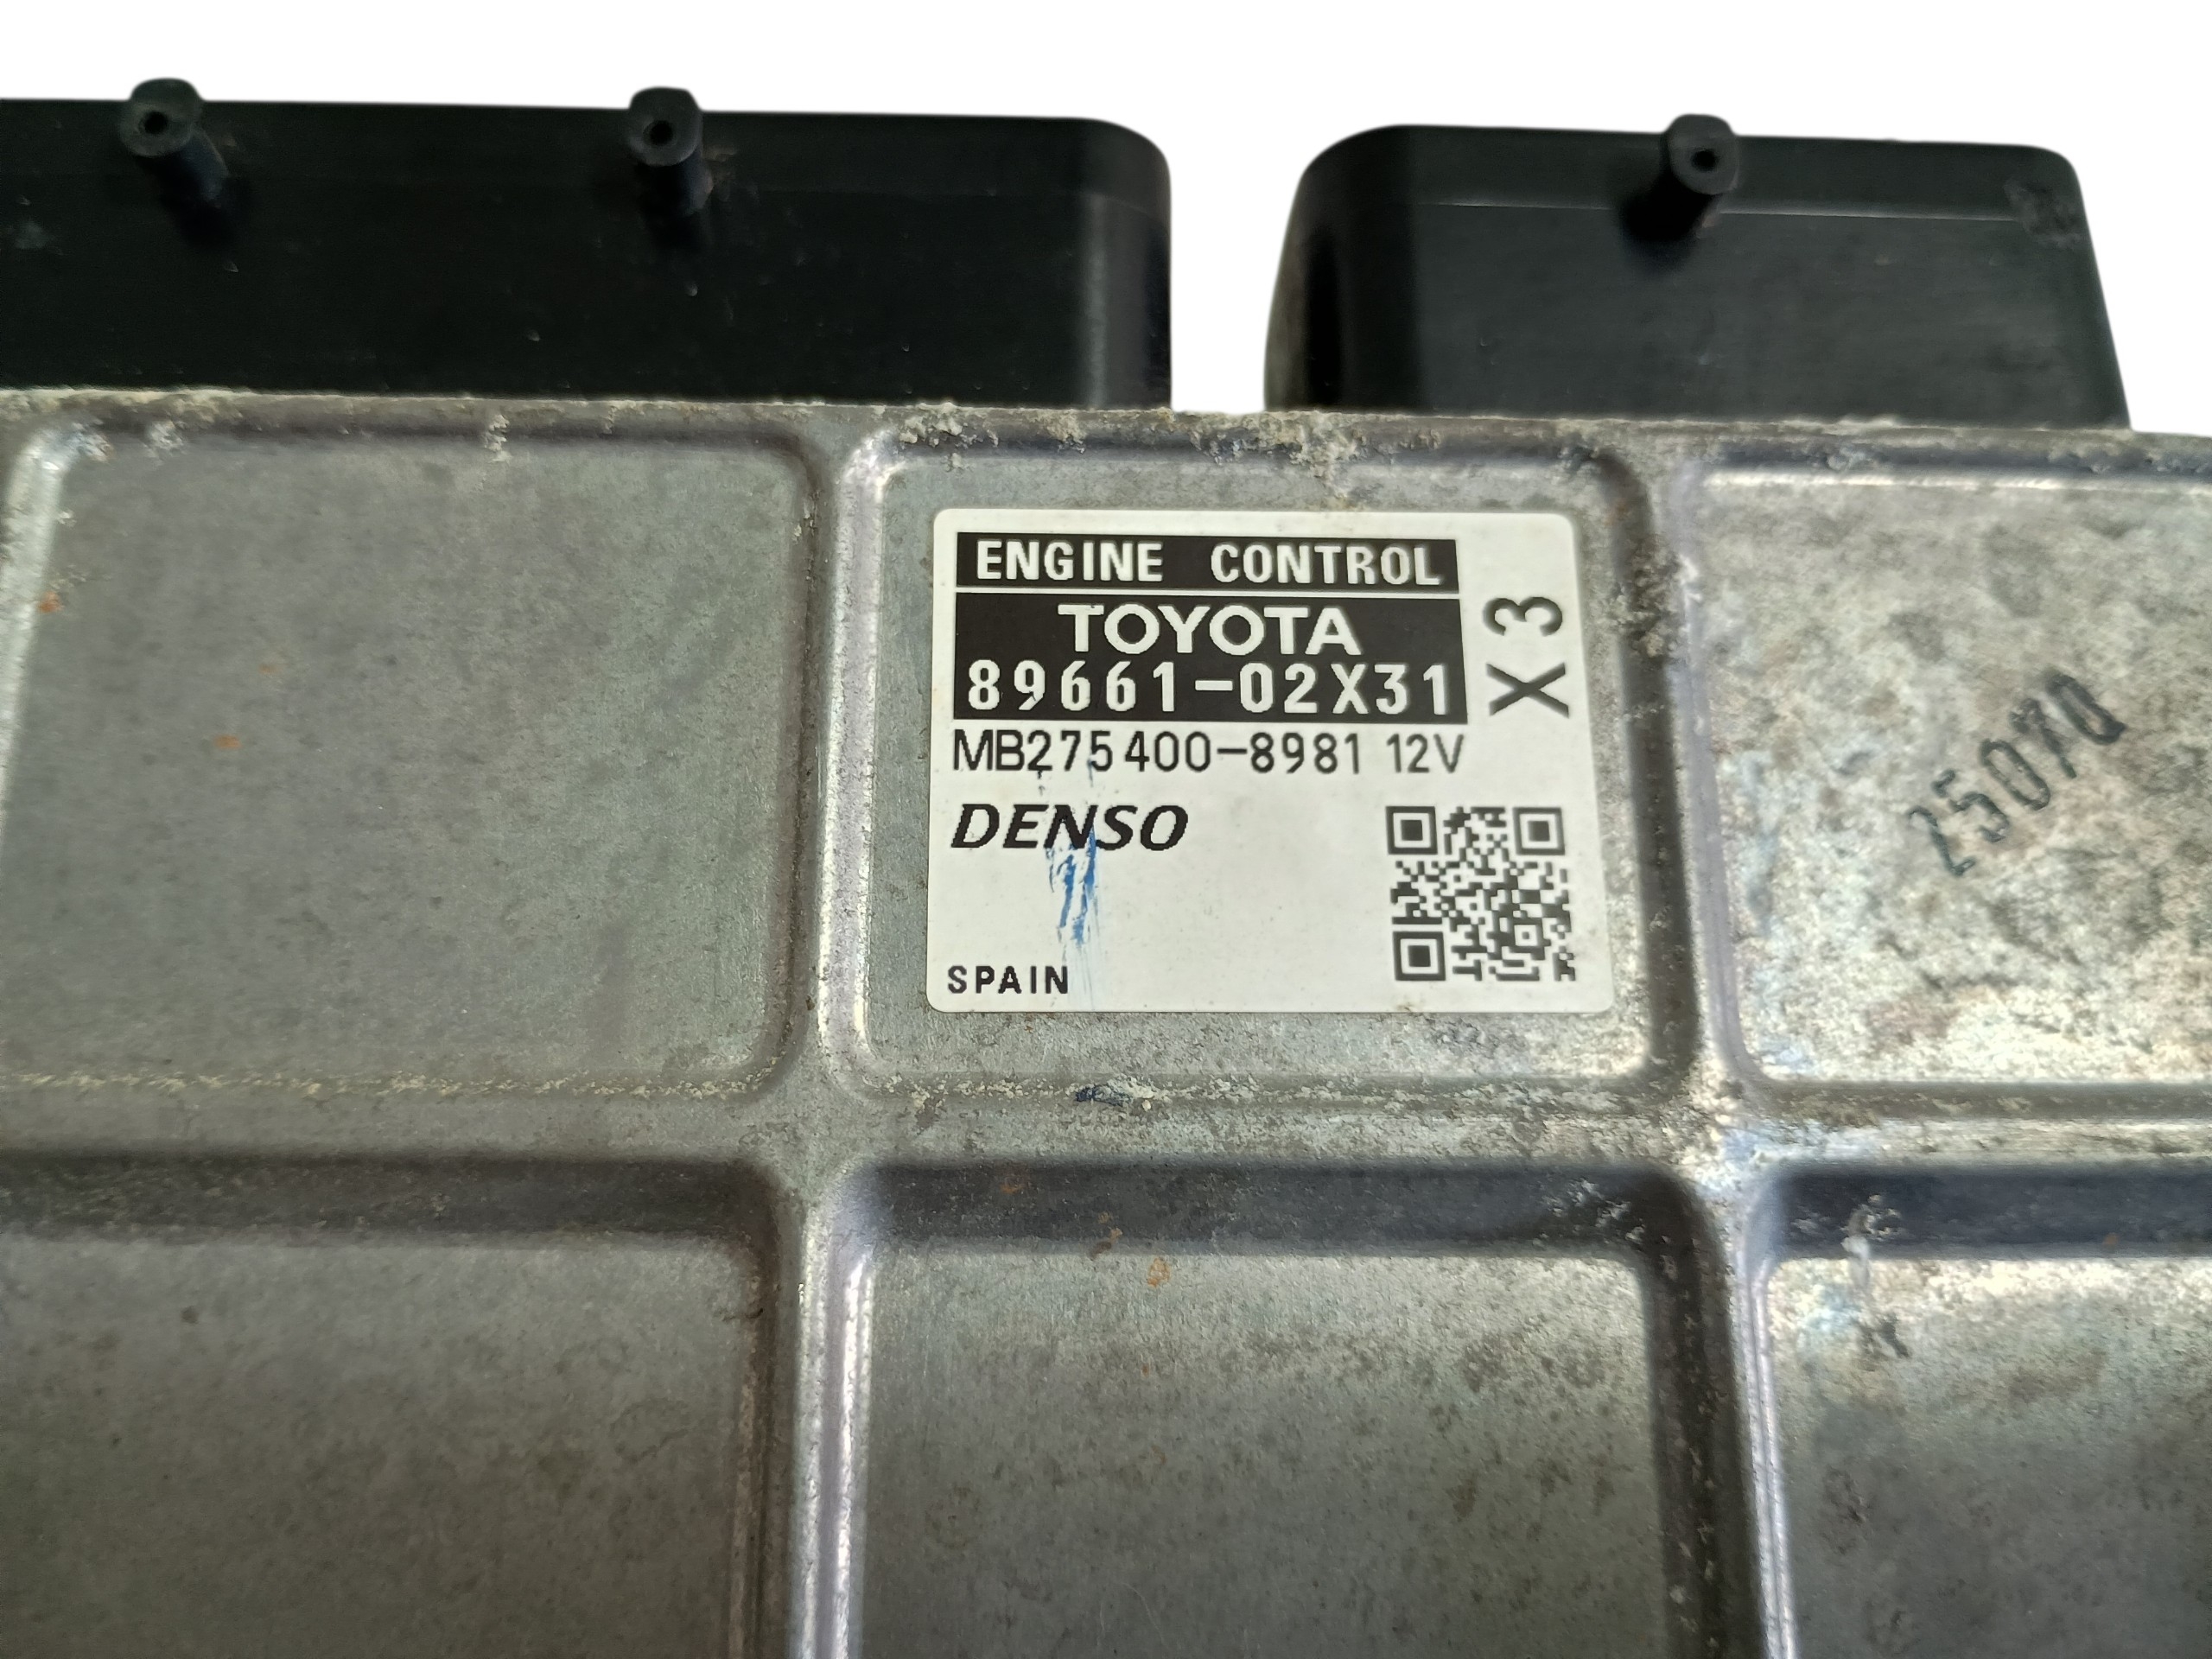 ENGINE CONTROL
TOYOTA
89661-02X31
X3
MB275400-8981 12V
DENSO
SPAIN